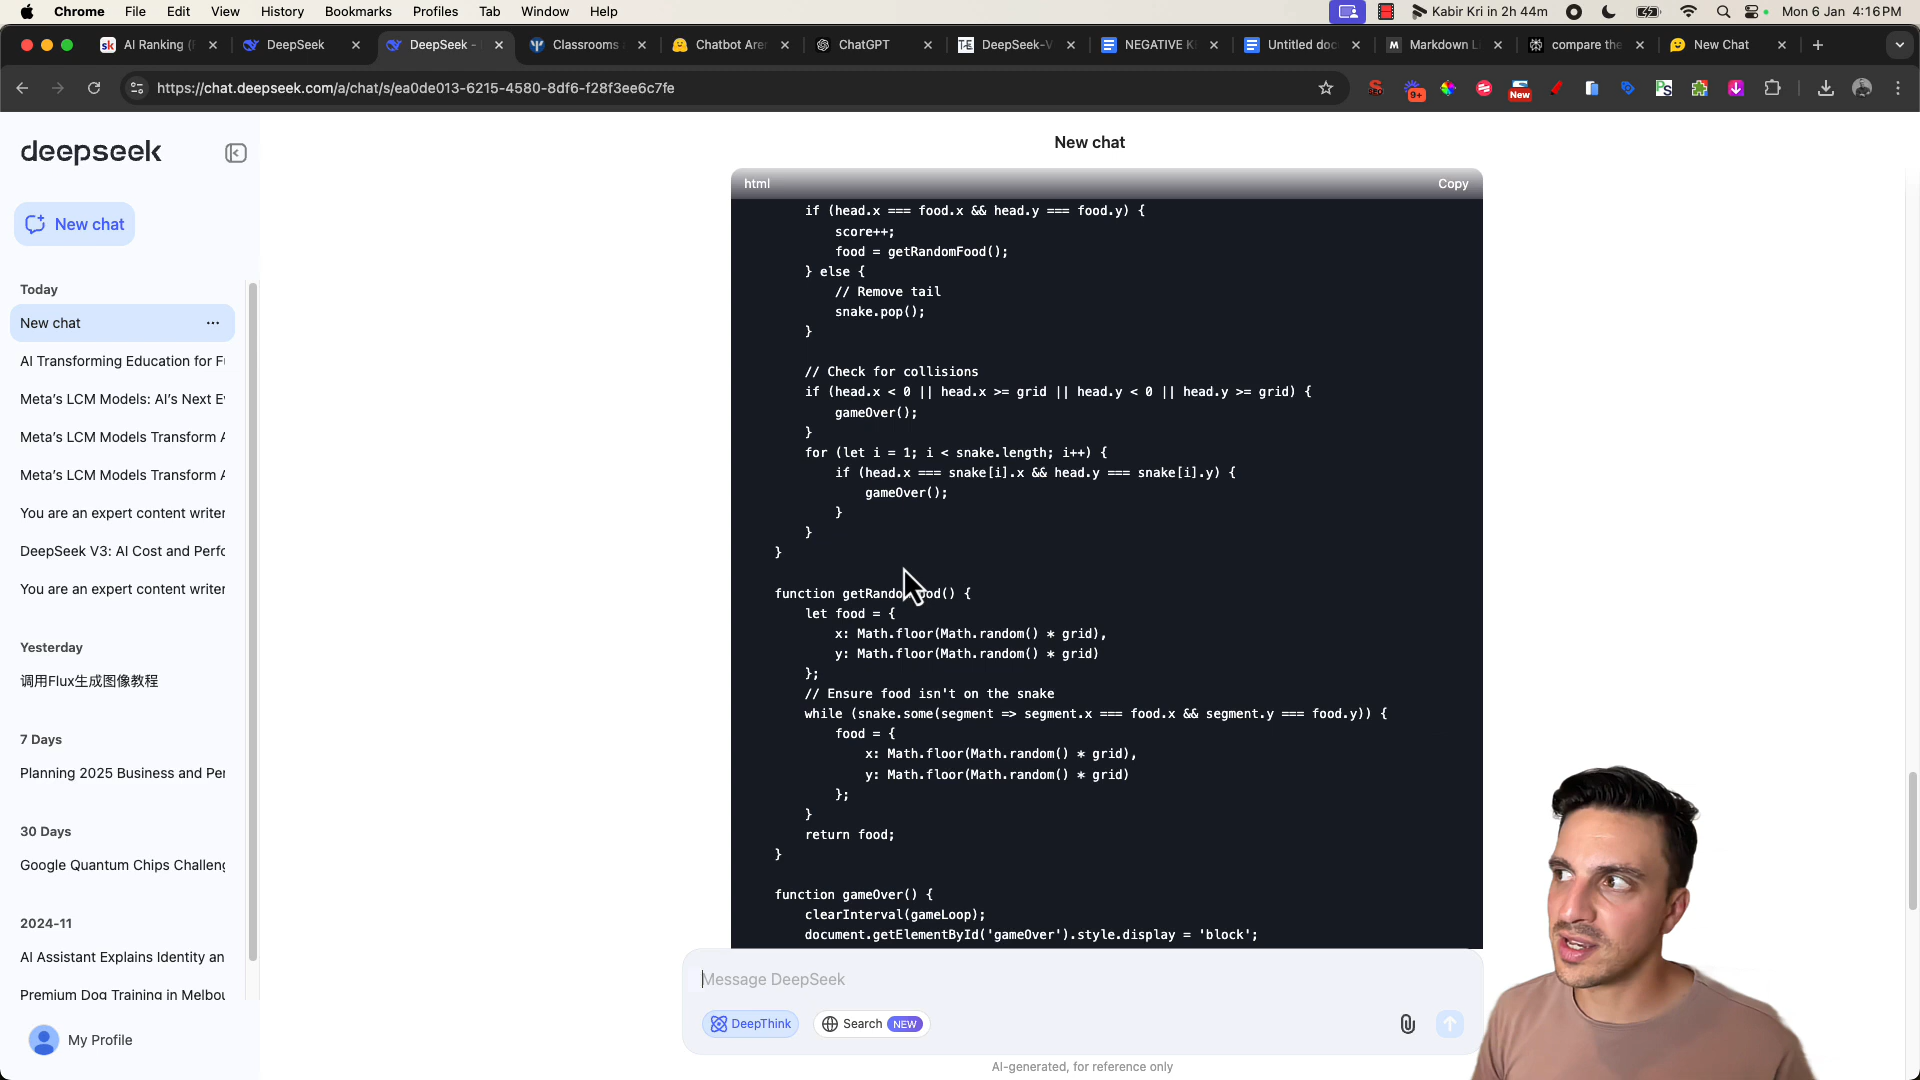 Chrome File Edit View History Bookmarks Profiles Tab Window Help Kabir Kri in 2h 44m Mon 6 Jan 4:16PM
AI Ranking ( DeepSeek DeepSeek - Classrooms Chatbot Aren ChatGPT DeepSeek-V NEGATIVE K Untitled doc Markdown L compare the New Chat
https://chat.deepseek.com/a/chat/s/ea0de013-6215-4580-8df6-f28f3ee6c7fe
9+
New
deepseek
New chat
Today
New chat
AI Transforming Education for F
Meta's LCM Models: AI's Next E
Meta's LCM Models Transform A
Meta's LCM Models Transform A
You are an expert content writer
DeepSeek V3: AI Cost and Perfo
You are an expert content writer
Yesterday
调用Flux生成图像教程
7 Days
Planning 2025 Business and Per
30 Days
Google Quantum Chips Challeng
2024-11
AI Assistant Explains Identity an
Premium Dog Training in Melbou
My Profile
New chat
html Copy
if (head.x === food.x && head.y === food.y) {
score++;
food = getRandomFood();
} else {
// Remove tail
snake.pop();
}
// Check for collisions
if (head.x < 0 || head.x >= grid || head.y < 0 || head.y >= grid) {
gameOver();
}
for (let i = 1; i < snake.length; i++) {
if (head.x === snake[i].x && head.y === snake[i].y) {
gameOver();
}
}
}
function getRandomFood() {
let food = {
x: Math.floor(Math.random() * grid),
y: Math.floor(Math.random() * grid)
};
// Ensure food isn't on the snake
while (snake.some(segment => segment.x === food.x && segment.y === food.y)) {
food = {
x: Math.floor(Math.random() * grid),
y: Math.floor(Math.random() * grid)
};
}
return food;
}
function gameOver() {
clearInterval(gameLoop);
document.getElementById('gameOver').style.display = 'block';
Message DeepSeek
DeepThink Search NEW
AI-generated, for reference only